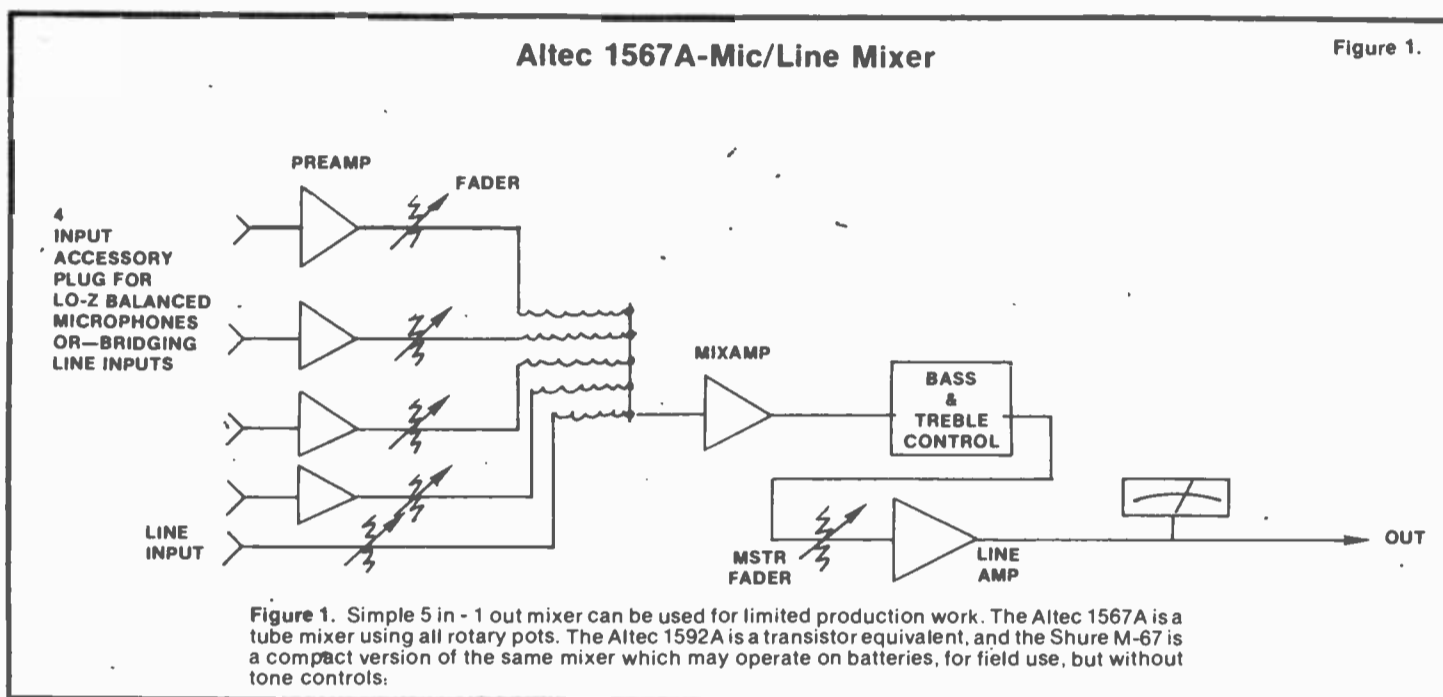 Altec 1567A-Mic/Line Mixer
Figure 1.
PREAMP
FADER
4
INPUT
ACCESSORY
PLUG FOR
LO-Z BALANCED
MICROPHONES
OR—BRIDGING
LINE INPUTS
MIXAMP
BASS
&
TREBLE
CONTROL
LINE
INPUT
MSTR
FADER
LINE
AMP
OUT
Figure 1. Simple 5 in - 1 out mixer can be used for limited production work. The Altec 1567A is a
tube mixer using all rotary pots. The Altec 1592A is a transistor equivalent, and the Shure M-67 is
a compact version of the same mixer which may operate on batteries, for field use, but without
tone controls: